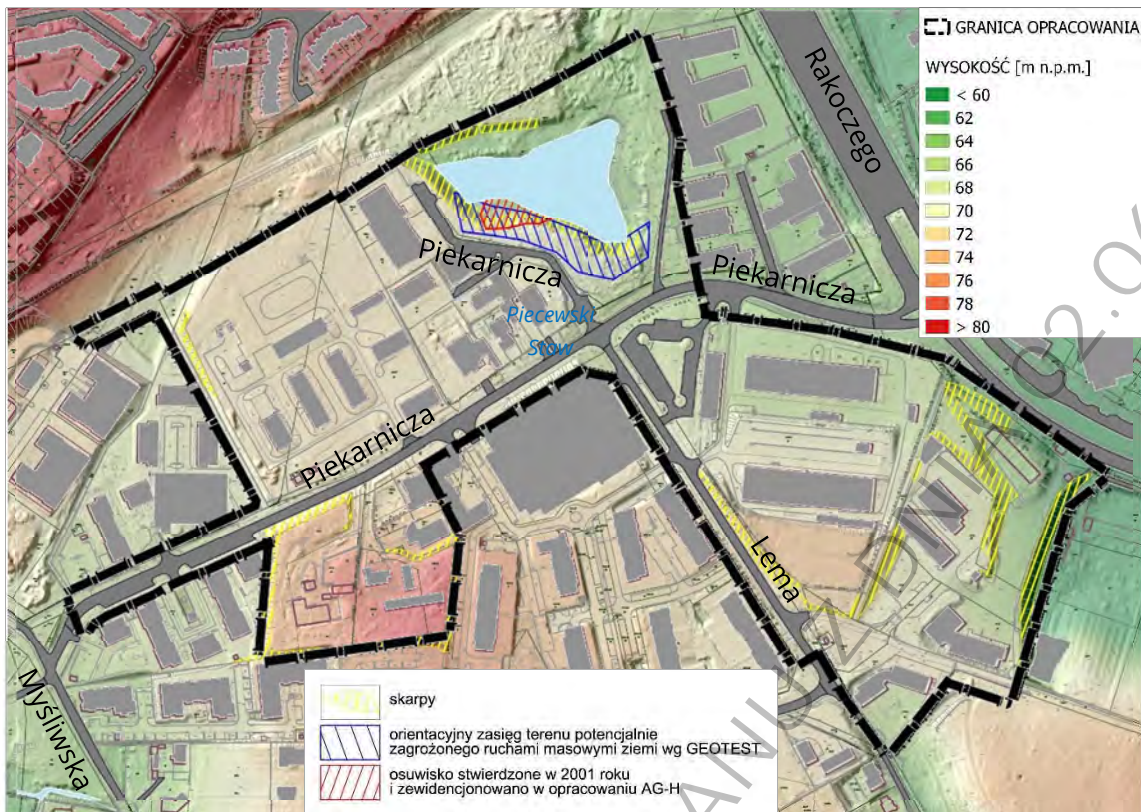 GRANICA OPRACOWANIA
WYSOKOŚĆ [m n.p.m.]
< 60
62
64
66
68
70
72
74
76
78
> 80
Rakoczego
Piekarnicza
Piekarnicza
Piecewski
Staw
Piekarnicza
Lema
Myśliwska
skarpy
orientacyjny zasięg terenu potencjalnie
zagrożonego ruchami masowymi ziemi wg GEOTEST
osuwisko stwierdzone w 2001 roku
i zewidencjonowano w opracowaniu AG-H